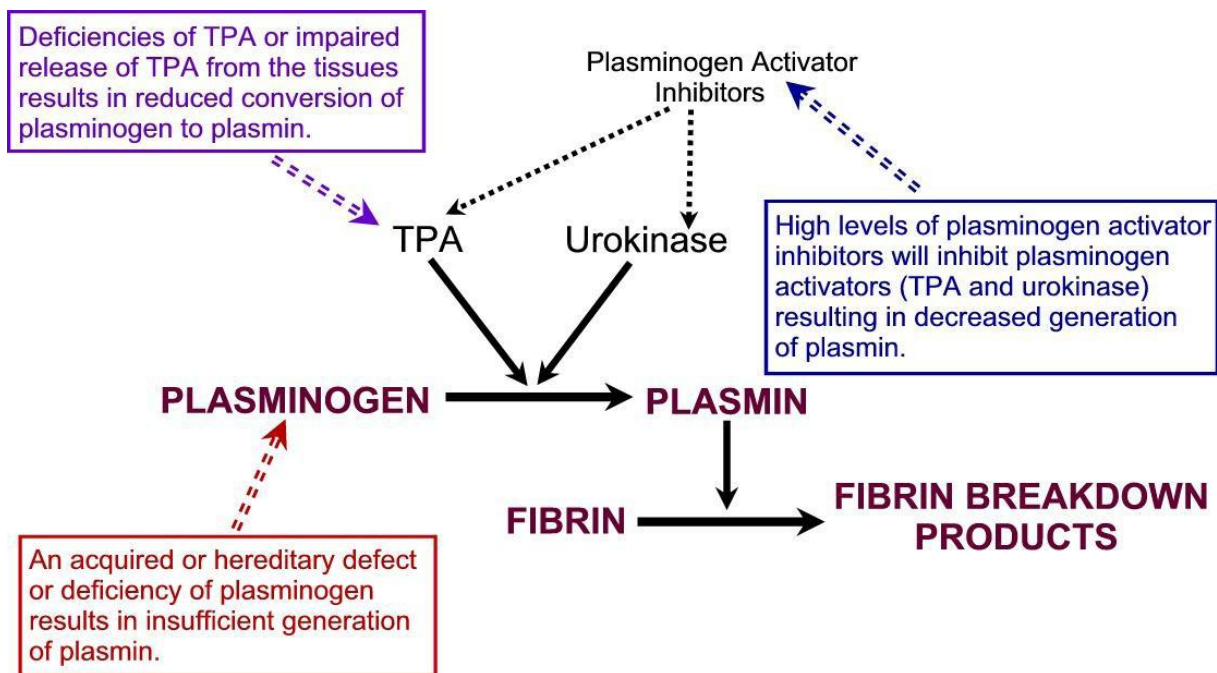 Deficiencies of TPA or impaired
release of TPA from the tissues
results in reduced conversion of
plasminogen to plasmin.
Plasminogen Activator
Inhibitors
TPA
Urokinase
High levels of plasminogen activator
inhibitors will inhibit plasminogen
activators (TPA and urokinase)
resulting in decreased generation
of plasmin.
PLASMINOGEN
PLASMIN
FIBRIN
FIBRIN BREAKDOWN
PRODUCTS
An acquired or hereditary defect
or deficiency of plasminogen
results in insufficient generation
of plasmin.